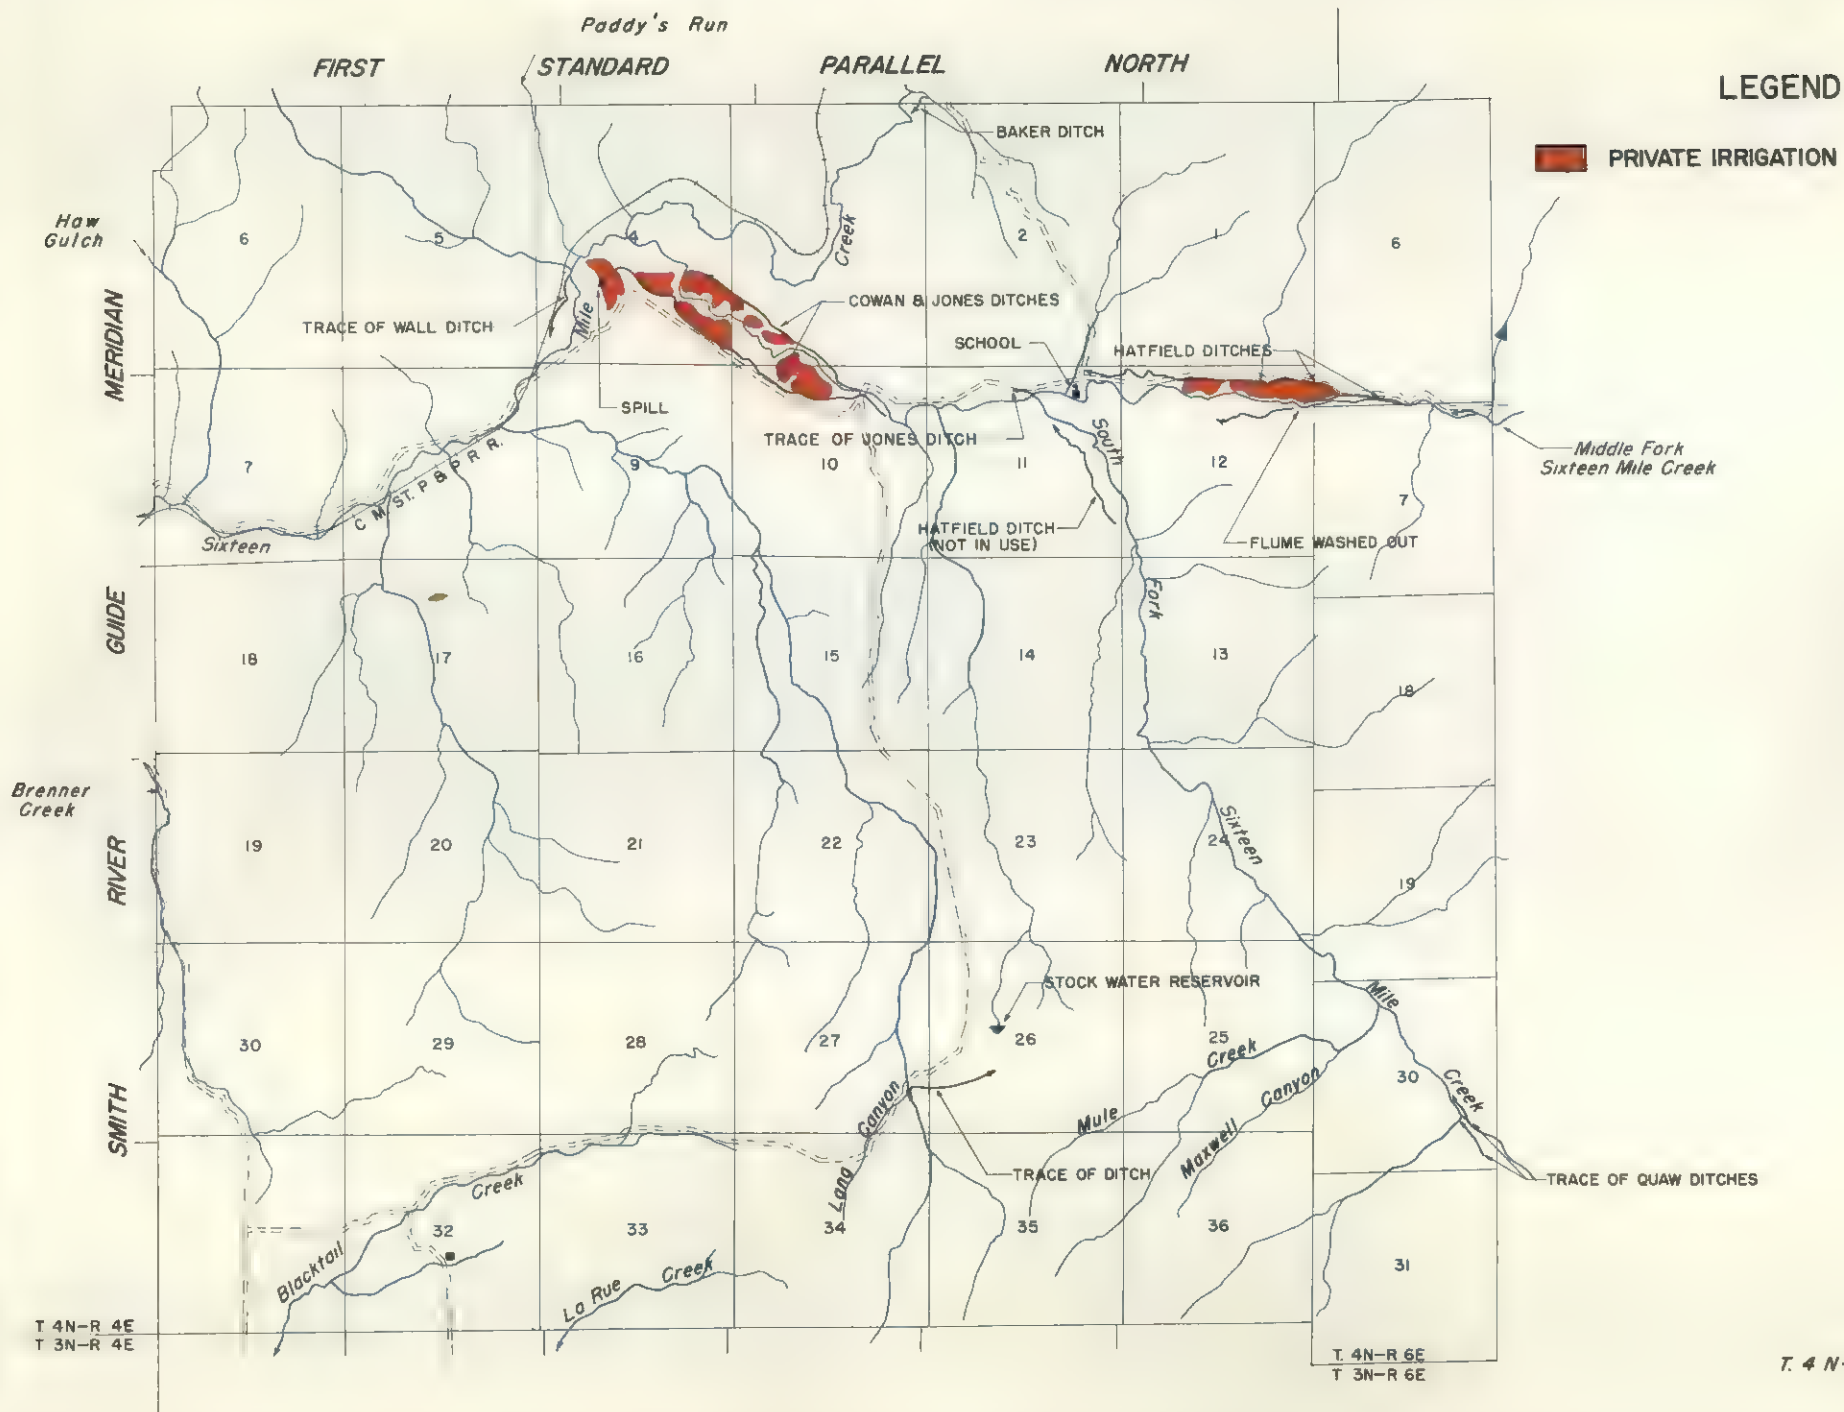 Paddy's Run
FIRST STANDARD PARALLEL NORTH
LEGEND
PRIVATE IRRIGATION
BAKER DITCH
Haw
Gulch
6
5
4
Creek
2
1
6
MERIDIAN
TRACE OF WALL DITCH
Mile
COWAN & JONES DITCHES
SCHOOL
HATFIELD DITCHES
SPILL
TRACE OF JONES DITCH
South
Middle Fork
Sixteen Mile Creek
7
C M. ST. P & P R R.
9
10
11
12
7
Sixteen
HATFIELD DITCH
(NOT IN USE)
FLUME WASHED OUT
GUIDE
Fork
18
17
16
15
14
13
18
Brenner
Creek
RIVER
19
20
21
22
23
24
Sixteen
19
STOCK WATER RESERVOIR
Mile
30
29
28
27
26
25
Creek
30
Creek
SMITH
Canyon
Mule
Canyon
Maxwell
Lang
TRACE OF DITCH
TRACE OF QUAW DITCHES
Creek
32
33
34
35
36
31
Blacktail
La Rue Creek
T 4N-R 4E
T 3N-R 4E
T. 4N-R 6E
T 3N-R 6E
T. 4 N-